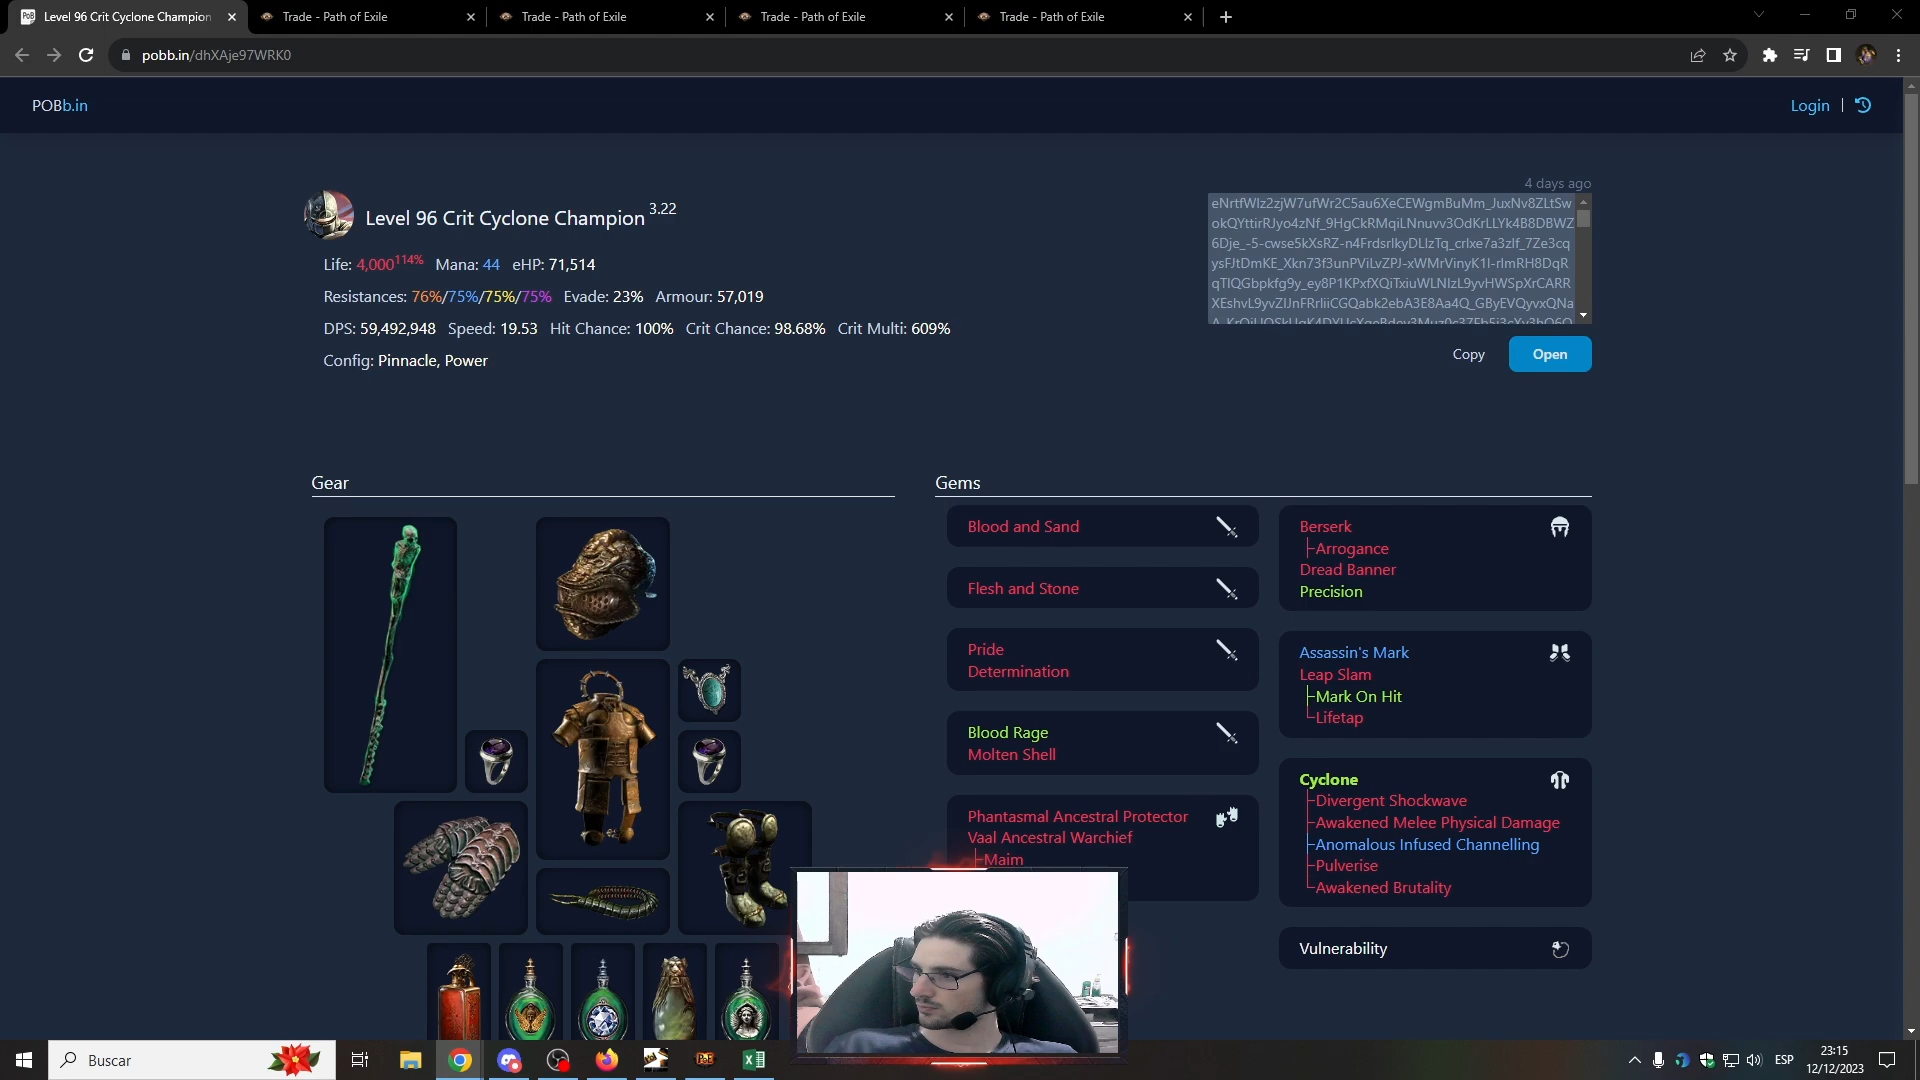 Level 96 Crit Cyclone Champion
Trade - Path of Exile
Trade - Path of Exile
Trade - Path of Exile
Trade - Path of Exile
pobb.in/dhXAje97WRK0
POBb.in
Login
4 days ago
Level 96 Crit Cyclone Champion 3.22
Life: 4,000 114% Mana: 44 eHP: 71,514
Resistances: 76%/75%/75%/75% Evade: 23% Armour: 57,019
DPS: 59,492,948 Speed: 19.53 Hit Chance: 100% Crit Chance: 98.68% Crit Multi: 609%
Config: Pinnacle, Power
Copy
Open
Gear
Gems
Blood and Sand
Flesh and Stone
Pride
Determination
Blood Rage
Molten Shell
Phantasmal Ancestral Protector
Vaal Ancestral Warchief
Maim
Berserk
Arrogance
Dread Banner
Precision
Assassin's Mark
Leap Slam
Mark On Hit
Lifetap
Cyclone
Divergent Shockwave
Awakened Melee Physical Damage
Anomalous Infused Channelling
Pulverise
Awakened Brutality
Vulnerability
Buscar
ESP
23:15
12/12/2023